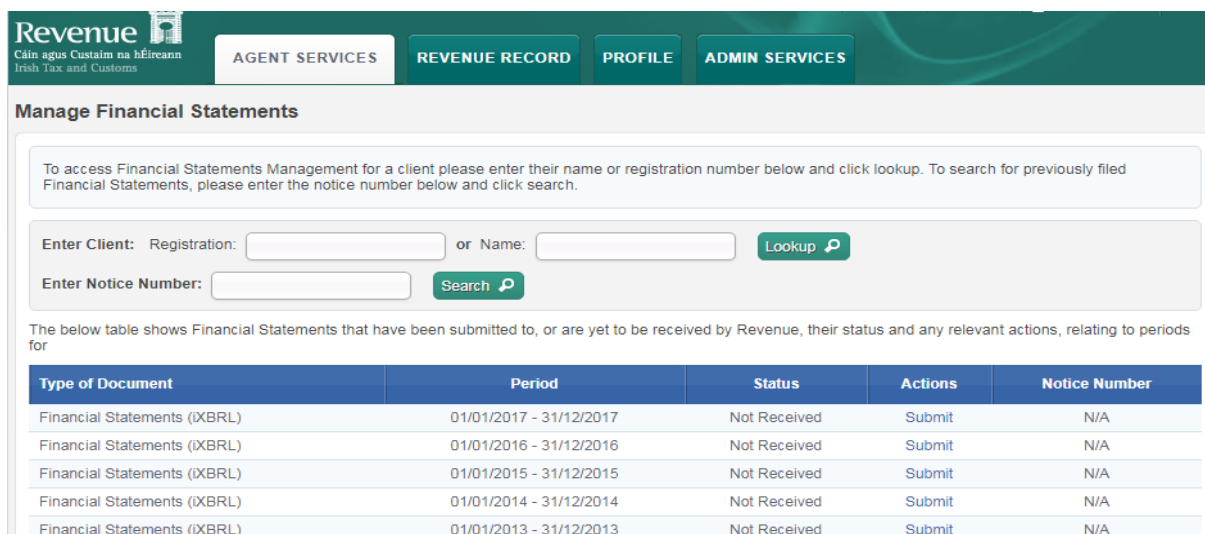 Revenue
Cáin agus Custaim na hÉireann
Irish Tax and Customs
AGENT SERVICES REVENUE RECORD PROFILE ADMIN SERVICES
Manage Financial Statements
To access Financial Statements Management for a client please enter their name or registration number below and click lookup. To search for previously filed
Financial Statements, please enter the notice number below and click search.
Enter Client: Registration: or Name: Lookup
Enter Notice Number: Search
The below table shows Financial Statements that have been submitted to, or are yet to be received by Revenue, their status and any relevant actions, relating to periods
for
Type of Document Period Status Actions Notice Number
Financial Statements (iXBRL) 01/01/2017 - 31/12/2017 Not Received Submit N/A
Financial Statements (iXBRL) 01/01/2016 - 31/12/2016 Not Received Submit N/A
Financial Statements (iXBRL) 01/01/2015 - 31/12/2015 Not Received Submit N/A
Financial Statements (iXBRL) 01/01/2014 - 31/12/2014 Not Received Submit N/A
Financial Statements (iXBRL) 01/01/2013 - 31/12/2013 Not Received Submit N/A